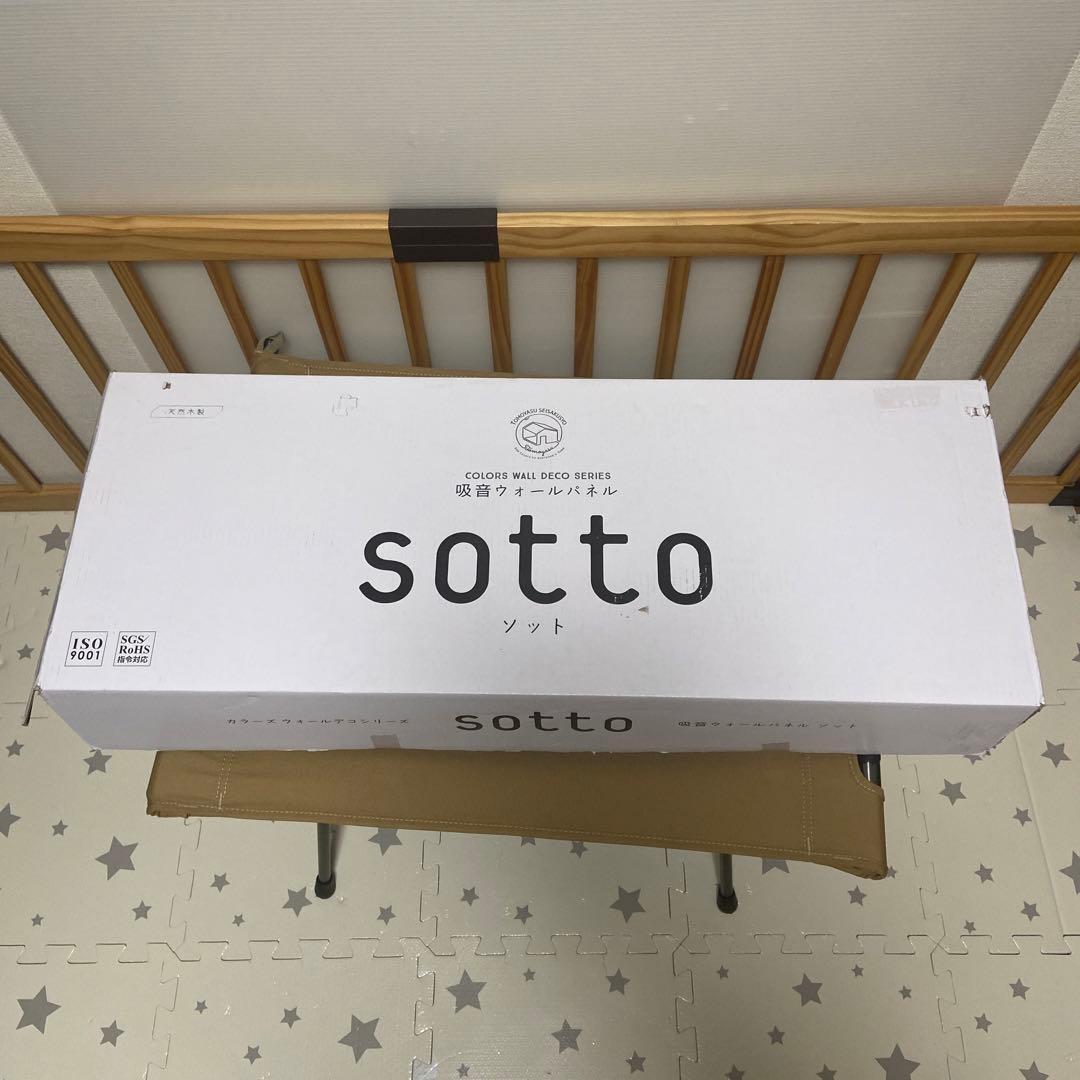 天然木製
TOMOYASU SEISAKUSYO
COLORS WALL DECO SERIES
吸音ウォールパネル
sotto
ソット
ISO
9001
SGS/
RoHS
指令対応
カラーズ ウォールデコシリーズ
sotto
吸音ウォールパネル ソット